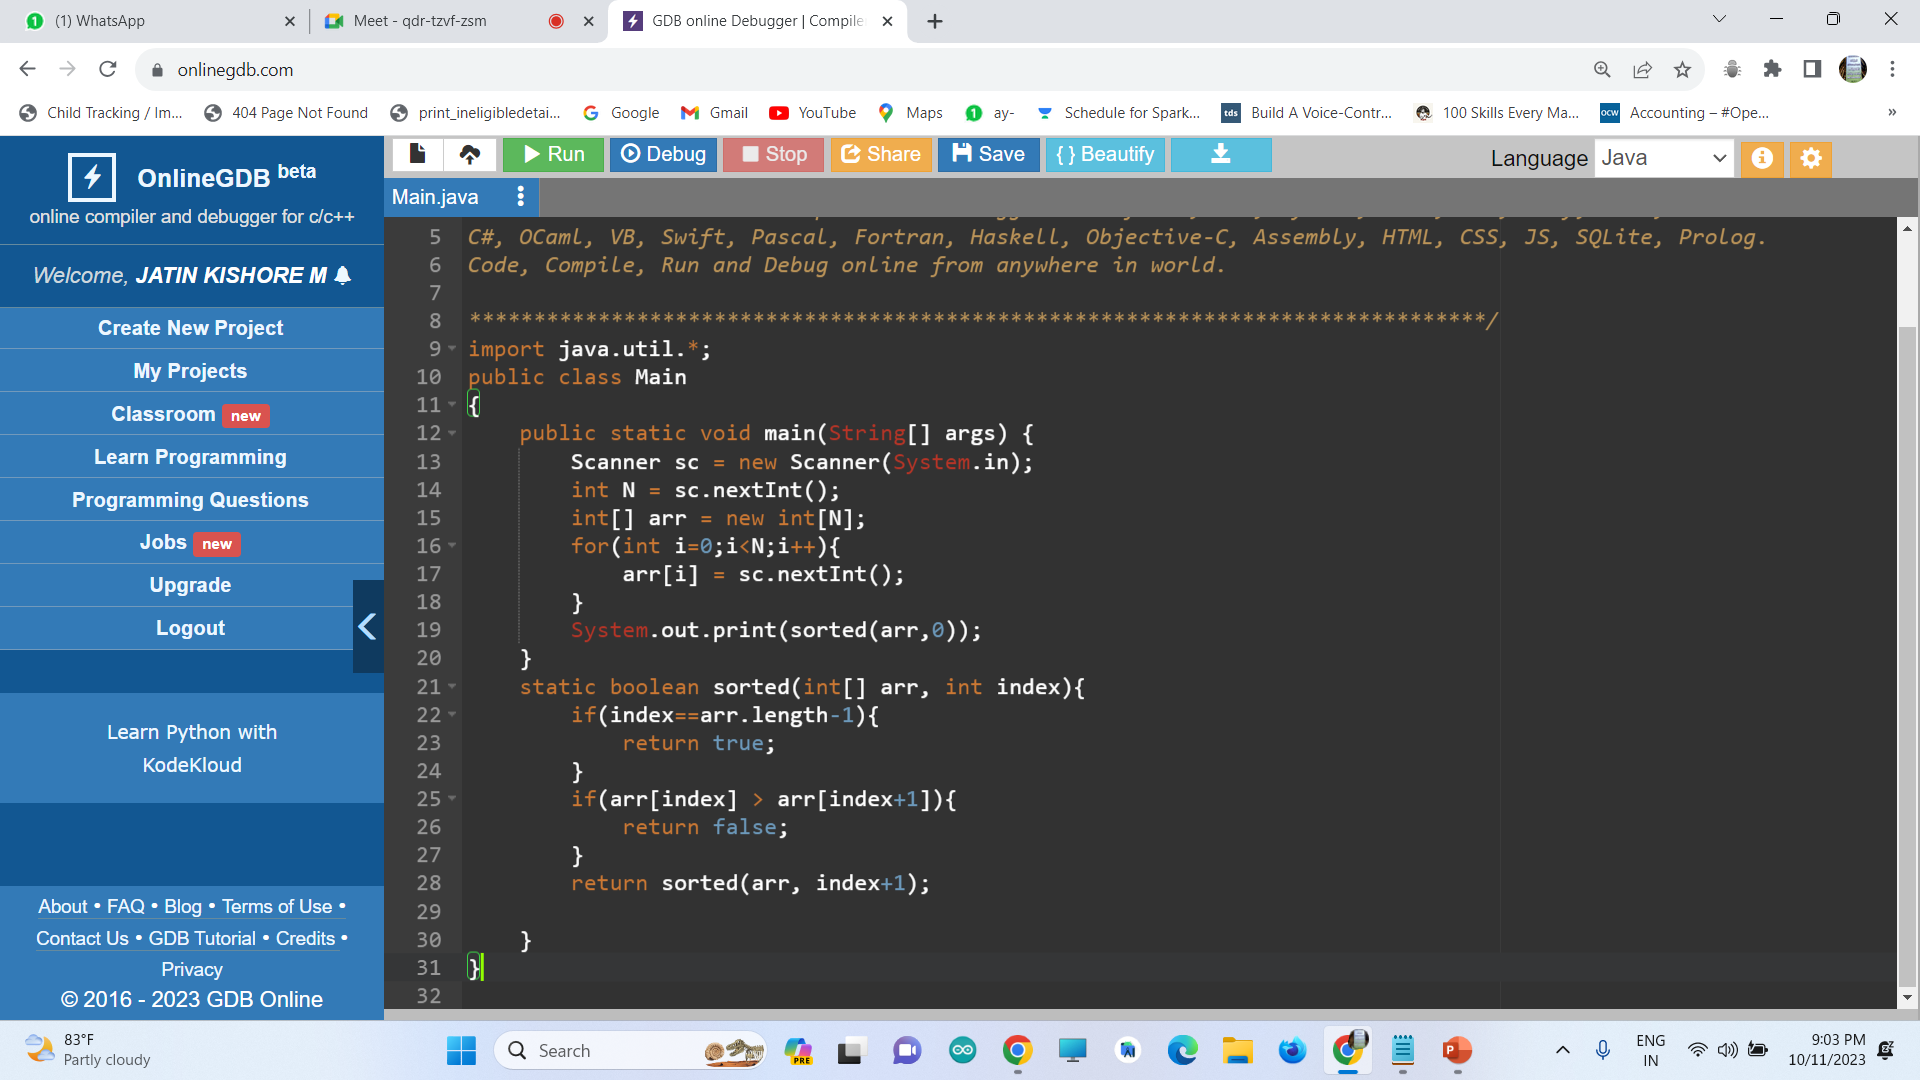 (1) WhatsApp
Meet - qdr-tzvf-zsm
GDB online Debugger | Compile
onlinegdb.com
Child Tracking / Im...
404 Page Not Found
print_ineligibledetai...
Google
Gmail
YouTube
Maps
ay-
Schedule for Spark...
tds
Build A Voice-Contr...
100 Skills Every Ma...
OCW
Accounting – #Ope...
»
OnlineGDB beta
online compiler and debugger for c/c++
Welcome, JATIN KISHORE M
Create New Project
My Projects
Classroom new
Learn Programming
Programming Questions
Jobs new
Upgrade
Logout
Learn Python with
KodeKloud
About • FAQ • Blog • Terms of Use •
Contact Us • GDB Tutorial • Credits •
Privacy
© 2016 - 2023 GDB Online
Run
Debug
Stop
Share
Save
{ } Beautify
Language
Java
Main.java
5 C#, OCaml, VB, Swift, Pascal, Fortran, Haskell, Objective-C, Assembly, HTML, CSS, JS, SQLite, Prolog.
6 Code, Compile, Run and Debug online from anywhere in world.
7
8 *******************************************************************************/
9 import java.util.*;
10 public class Main
11 {
12 public static void main(String[] args) {
13 Scanner sc = new Scanner(System.in);
14 int N = sc.nextInt();
15 int[] arr = new int[N];
16 for(int i=0;i<N;i++){
17 arr[i] = sc.nextInt();
18 }
19 System.out.print(sorted(arr,0));
20 }
21 static boolean sorted(int[] arr, int index){
22 if(index==arr.length-1){
23 return true;
24 }
25 if(arr[index] > arr[index+1]){
26 return false;
27 }
28 return sorted(arr, index+1);
29
30 }
31 }
32
83°F
Partly cloudy
Search
PRE
ENG
IN
9:03 PM
10/11/2023